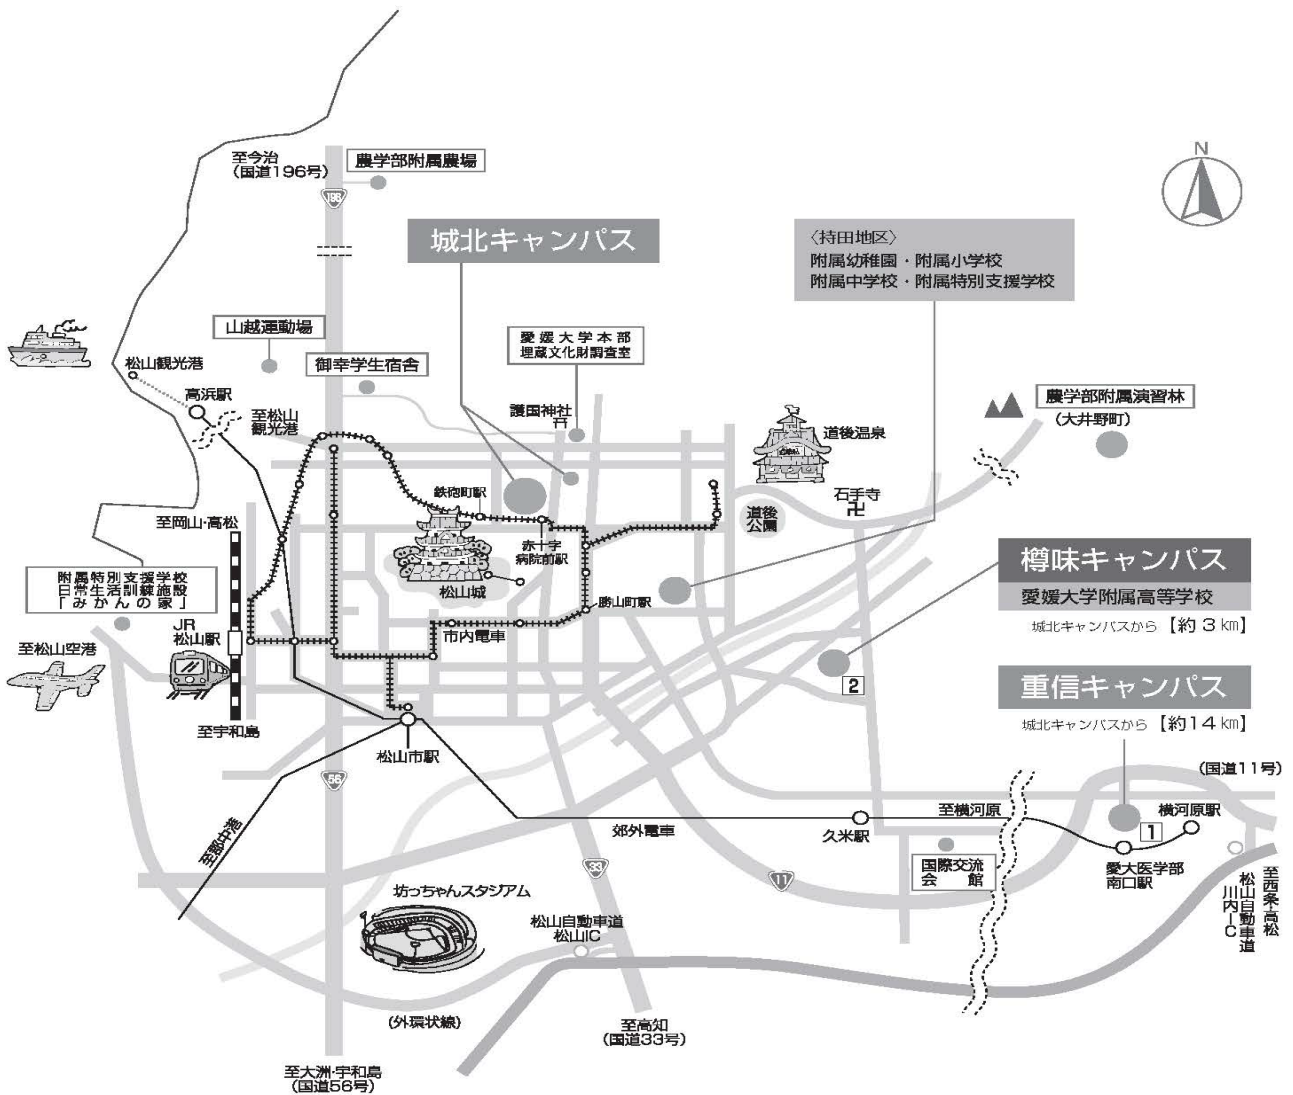 N
至今治
(国道196号)
農学部附属農場
196
城北キャンパス
〈持田地区〉
附属幼稚園・附属小学校
附属中学校・附属特別支援学校
山越運動場
御幸学生宿舎
愛媛大学本部
埋蔵文化財調査室
松山観光港
高浜駅
至松山
観光港
護国神社
道後温泉
農学部附属演習林
(大井野町)
石手寺
卍
道後
公園
鉄砲町駅
赤十字
病院前駅
松山城
勝山町駅
市内電車
至岡山・高松
附属特別支援学校
日常生活訓練施設
「みかんの家」
JR
松山駅
至松山空港
至宇和島
樽味キャンパス
愛媛大学附属高等学校
城北キャンパスから【約3㎞】
2
重信キャンパス
城北キャンパスから【約14㎞】
松山市駅
56
(国道11号)
至郡中港
郊外電車
久米駅
至横河原
横河原駅
1
愛大医学部
南口駅
国際交流
会館
33
11
坊っちゃんスタジアム
松山自動車道
松山IC
至西条・高松
松山自動車道
川内IC
(外環状線)
至高知
(国道33号)
至大洲・宇和島
(国道56号)